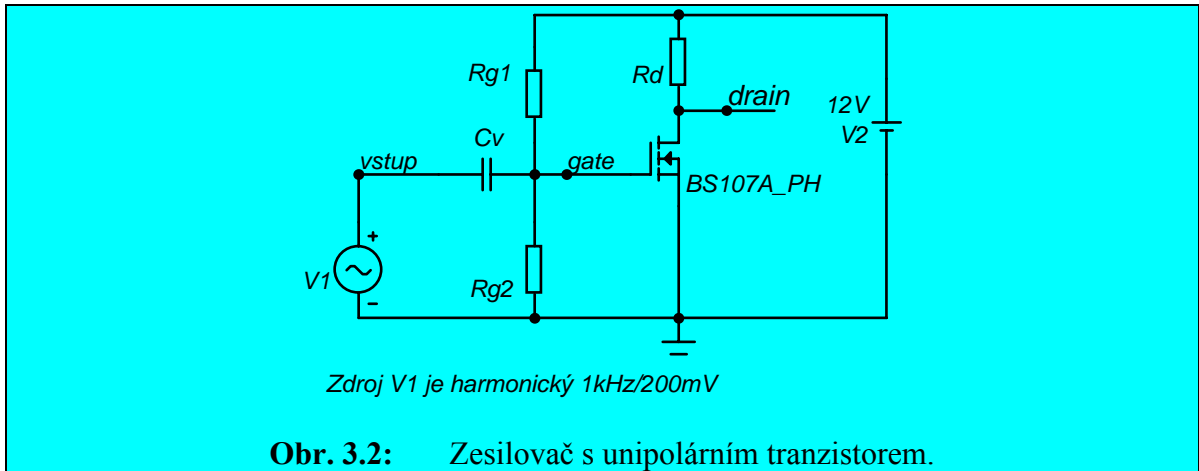 Rg1
Rd
drain
12V
V2
Cv
vstup
gate
BS107A_PH
+
V1
–
Rg2
Zdroj V1 je harmonický 1kHz/200mV
Obr. 3.2: Zesilovač s unipolárním tranzistorem.